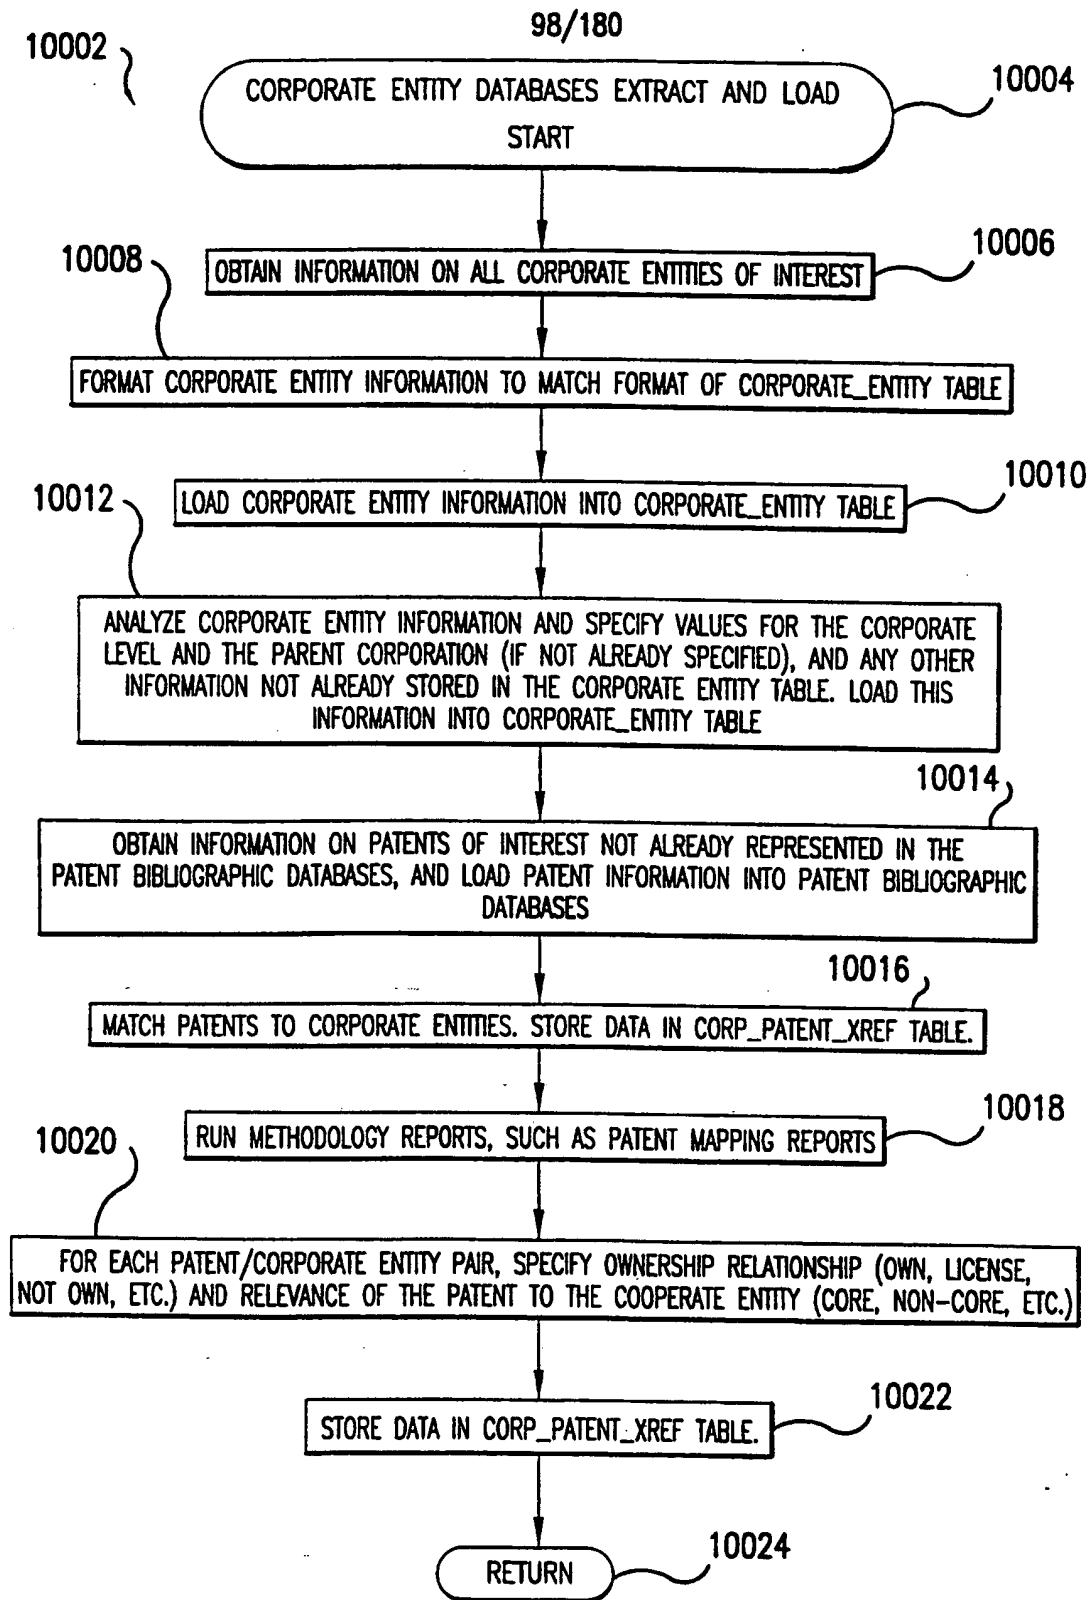 98/180
10002
CORPORATE ENTITY DATABASES EXTRACT AND LOAD
START
10004
10006
OBTAIN INFORMATION ON ALL CORPORATE ENTITIES OF INTEREST
10008
FORMAT CORPORATE ENTITY INFORMATION TO MATCH FORMAT OF CORPORATE_ENTITY TABLE
10010
LOAD CORPORATE ENTITY INFORMATION INTO CORPORATE_ENTITY TABLE
10012
ANALYZE CORPORATE ENTITY INFORMATION AND SPECIFY VALUES FOR THE CORPORATE
LEVEL AND THE PARENT CORPORATION (IF NOT ALREADY SPECIFIED), AND ANY OTHER
INFORMATION NOT ALREADY STORED IN THE CORPORATE ENTITY TABLE. LOAD THIS
INFORMATION INTO CORPORATE_ENTITY TABLE
10014
OBTAIN INFORMATION ON PATENTS OF INTEREST NOT ALREADY REPRESENTED IN THE
PATENT BIBLIOGRAPHIC DATABASES, AND LOAD PATENT INFORMATION INTO PATENT BIBLIOGRAPHIC
DATABASES
10016
MATCH PATENTS TO CORPORATE ENTITIES. STORE DATA IN CORP_PATENT_XREF TABLE.
10018
RUN METHODOLOGY REPORTS, SUCH AS PATENT MAPPING REPORTS
10020
FOR EACH PATENT/CORPORATE ENTITY PAIR, SPECIFY OWNERSHIP RELATIONSHIP (OWN, LICENSE,
NOT OWN, ETC.) AND RELEVANCE OF THE PATENT TO THE COOPERATE ENTITY (CORE, NON-CORE, ETC.)
10022
STORE DATA IN CORP_PATENT_XREF TABLE.
10024
RETURN